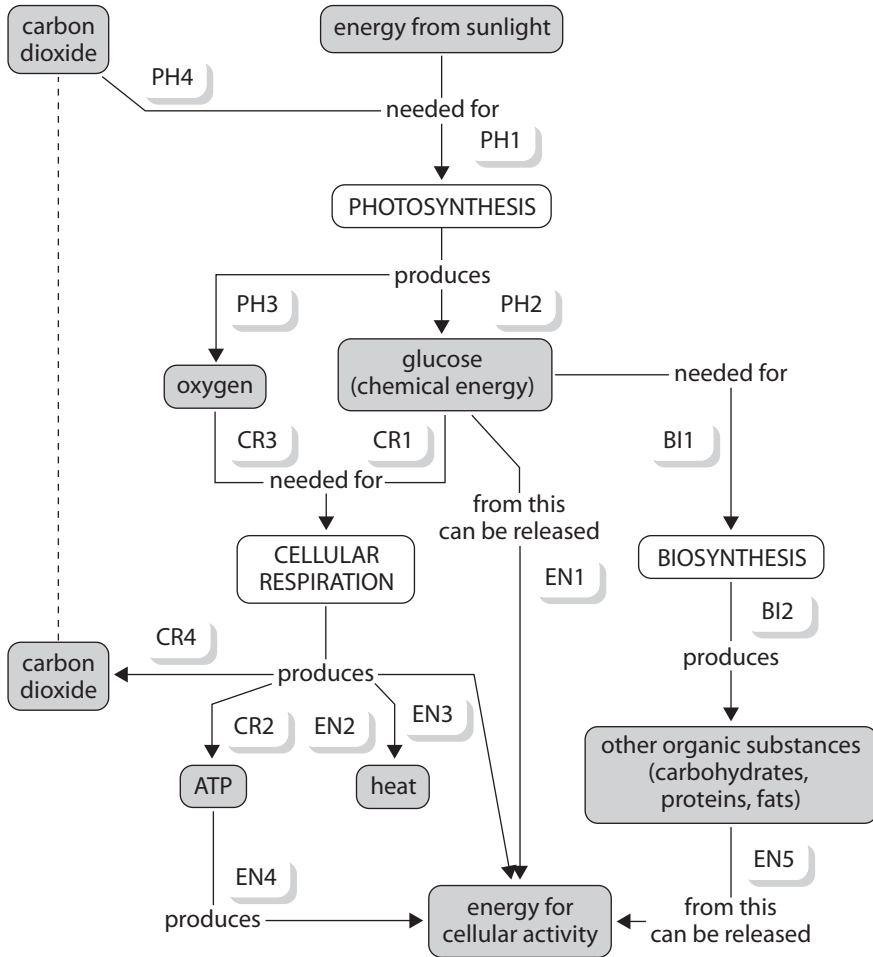 carbon
dioxide
energy from sunlight
PH4
needed for
PH1
PHOTOSYNTHESIS
produces
PH3
PH2
oxygen
glucose
(chemical energy)
needed for
CR3
CR1
BI1
needed for
from this
can be released
CELLULAR
RESPIRATION
EN1
BIOSYNTHESIS
BI2
CR4
carbon
dioxide
produces
produces
CR2
EN2
EN3
ATP
heat
other organic substances
(carbohydrates,
proteins, fats)
EN4
EN5
produces
energy for
cellular activity
from this
can be released